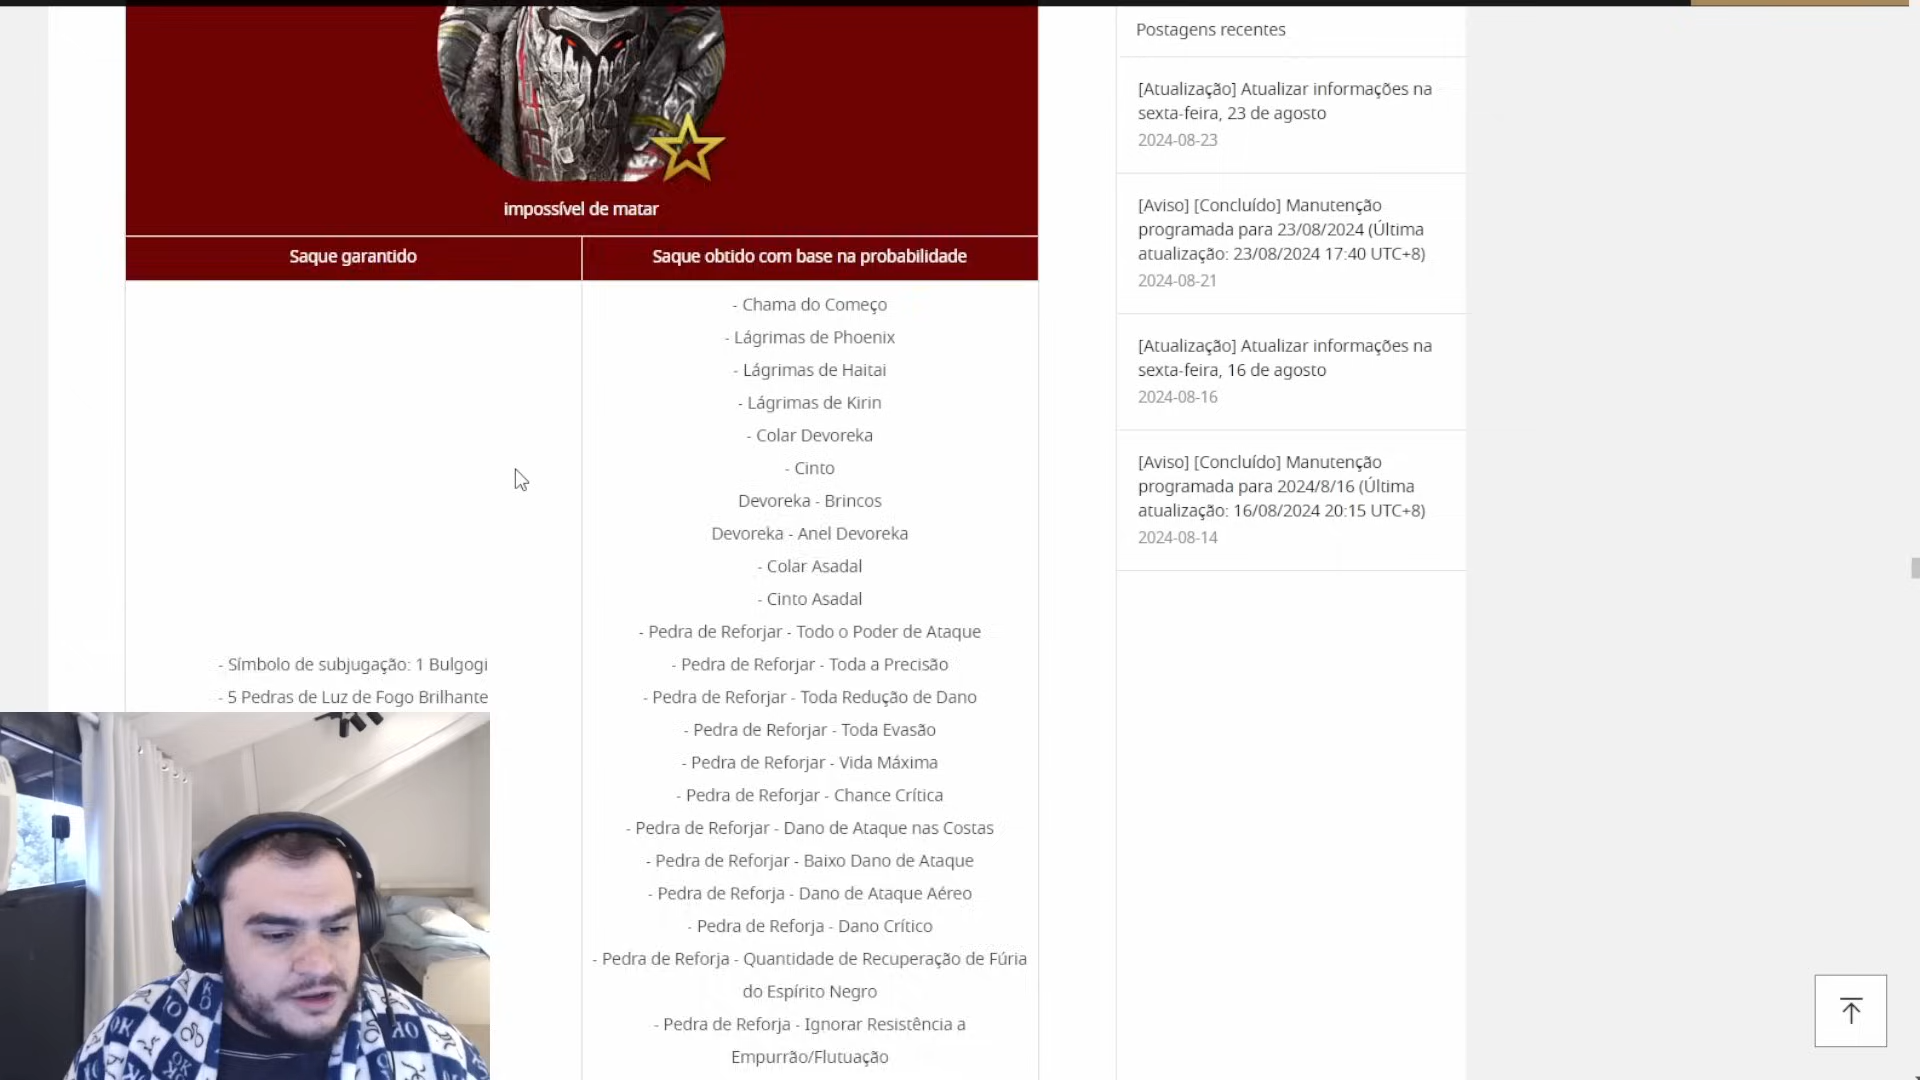 impossível de matar
Saque garantido
Saque obtido com base na probabilidade
- Símbolo de subjugação: 1 Bulgogi
- 5 Pedras de Luz de Fogo Brilhante
- Chama do Começo
- Lágrimas de Phoenix
- Lágrimas de Haitai
- Lágrimas de Kirin
- Colar Devoreka
- Cinto
Devoreka - Brincos
Devoreka - Anel Devoreka
- Colar Asadal
- Cinto Asadal
- Pedra de Reforjar - Todo o Poder de Ataque
- Pedra de Reforjar - Toda a Precisão
- Pedra de Reforjar - Toda Redução de Dano
- Pedra de Reforjar - Toda Evasão
- Pedra de Reforjar - Vida Máxima
- Pedra de Reforjar - Chance Crítica
- Pedra de Reforjar - Dano de Ataque nas Costas
- Pedra de Reforjar - Baixo Dano de Ataque
- Pedra de Reforja - Dano de Ataque Aéreo
- Pedra de Reforja - Dano Crítico
- Pedra de Reforja - Quantidade de Recuperação de Fúria
do Espírito Negro
- Pedra de Reforja - Ignorar Resistência a
Empurrão/Flutuação
Postagens recentes
[Atualização] Atualizar informações na
sexta-feira, 23 de agosto
2024-08-23
[Aviso] [Concluído] Manutenção
programada para 23/08/2024 (Última
atualização: 23/08/2024 17:40 UTC+8)
2024-08-21
[Atualização] Atualizar informações na
sexta-feira, 16 de agosto
2024-08-16
[Aviso] [Concluído] Manutenção
programada para 2024/8/16 (Última
atualização: 16/08/2024 20:15 UTC+8)
2024-08-14